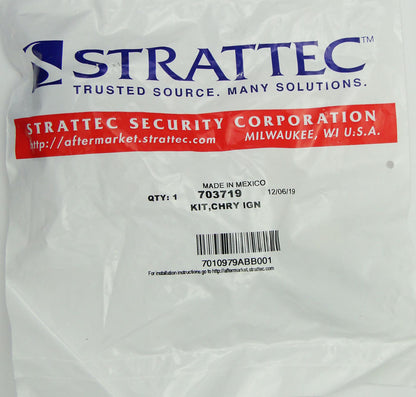 STRATTEC™
TRUSTED SOURCE. MANY SOLUTIONS.
STRATTEC SECURITY CORPORATION
http://aftermarket.strattec.com MILWAUKEE, WI U.S.A.
MADE IN MEXICO
QTY: 1 703719 12/06/19
KIT,CHRY IGN
7010979ABB001
For installation instructions go to http://aftermarket.strattec.com